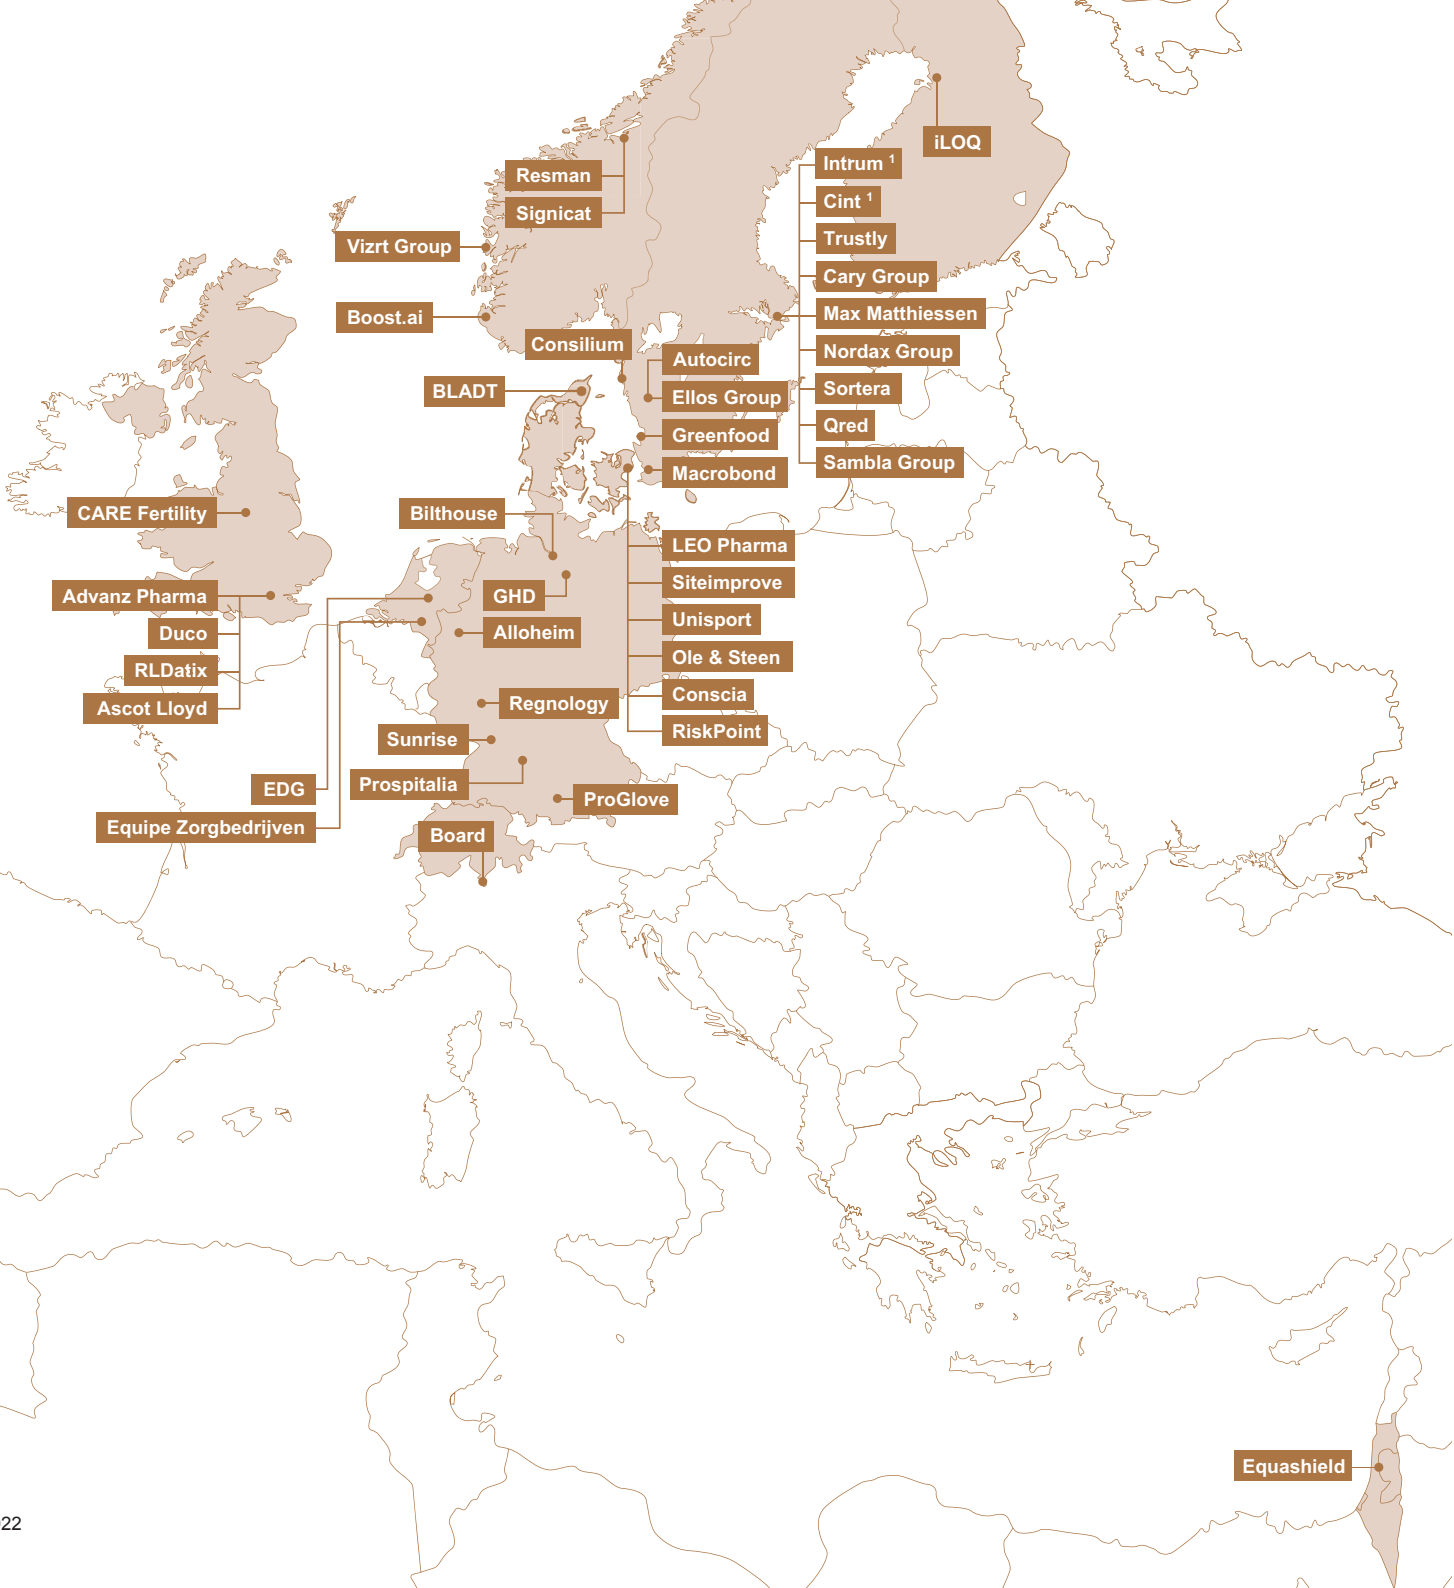 iLOQ
Intrum ¹
Cint ¹
Trustly
Cary Group
Max Matthiessen
Nordax Group
Sortera
Qred
Sambla Group
Resman
Signicat
Vizrt Group
Boost.ai
Consilium
BLADT
Autocirc
Ellos Group
Greenfood
Macrobond
CARE Fertility
Bilthouse
LEO Pharma
Siteimprove
Unisport
Ole & Steen
Conscia
RiskPoint
Advanz Pharma
Duco
RLDatix
Ascot Lloyd
GHD
Alloheim
Regnology
Sunrise
Prospitalia
ProGlove
EDG
Equipe Zorgbedrijven
Board
Equashield
22